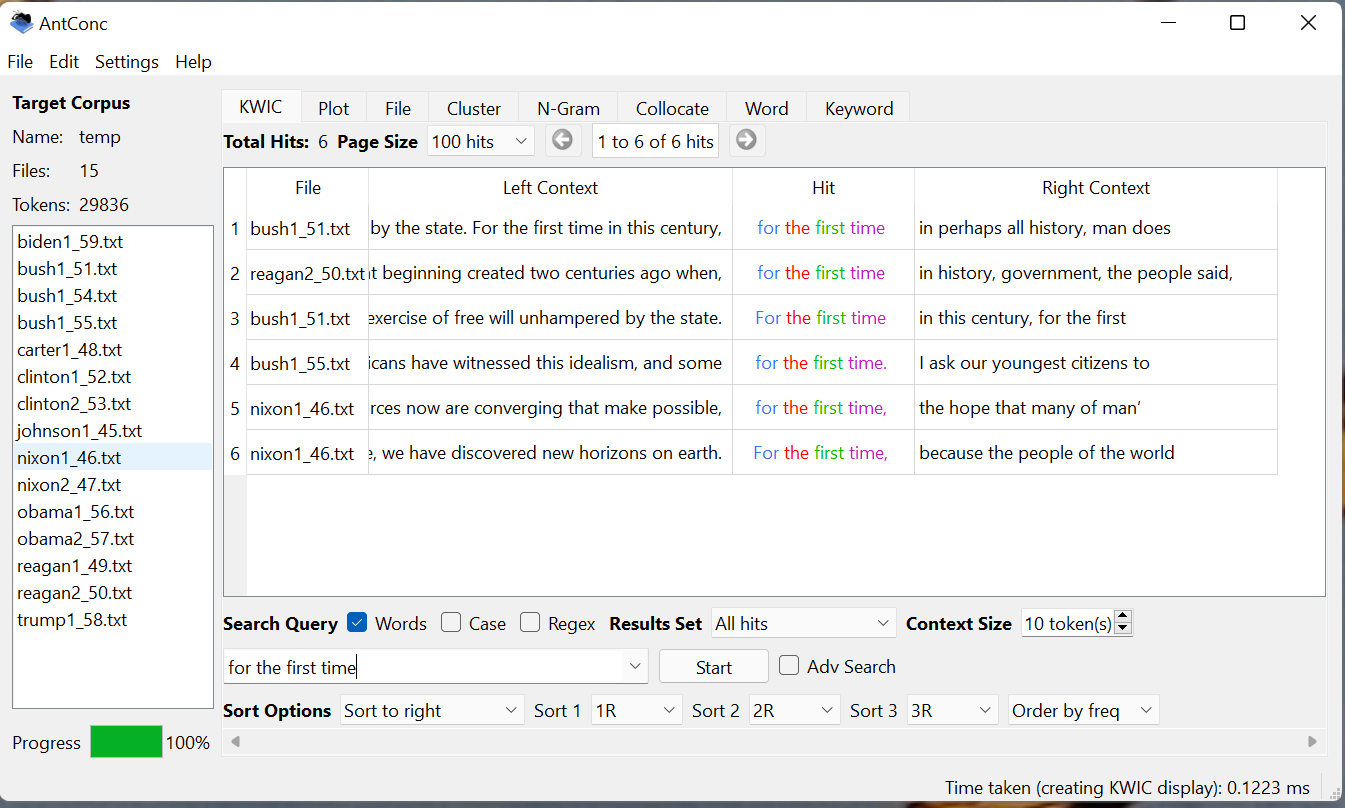 AntConc
File Edit Settings Help
Target Corpus
Name: temp
Files: 15
Tokens: 29836
biden1_59.txt
bush1_51.txt
bush1_54.txt
bush1_55.txt
carter1_48.txt
clinton1_52.txt
clinton2_53.txt
johnson1_45.txt
nixon1_46.txt
nixon2_47.txt
obama1_56.txt
obama2_57.txt
reagan1_49.txt
reagan2_50.txt
trump1_58.txt
Progress 100%
KWIC Plot File Cluster N-Gram Collocate Word Keyword
Total Hits: 6 Page Size 100 hits 1 to 6 of 6 hits
File Left Context Hit Right Context
1 bush1_51.txt by the state. For the first time in this century, for the first time in perhaps all history, man does
2 reagan2_50.txt beginning created two centuries ago when, for the first time in history, government, the people said,
3 bush1_51.txt exercise of free will unhampered by the state. For the first time in this century, for the first
4 bush1_55.txt icans have witnessed this idealism, and some for the first time. I ask our youngest citizens to
5 nixon1_46.txt rces now are converging that make possible, for the first time, the hope that many of man’
6 nixon1_46.txt , we have discovered new horizons on earth. For the first time, because the people of the world
Search Query Words Case Regex Results Set All hits Context Size 10 token(s)
for the first time Start Adv Search
Sort Options Sort to right Sort 1 1R Sort 2 2R Sort 3 3R Order by freq
Time taken (creating KWIC display): 0.1223 ms